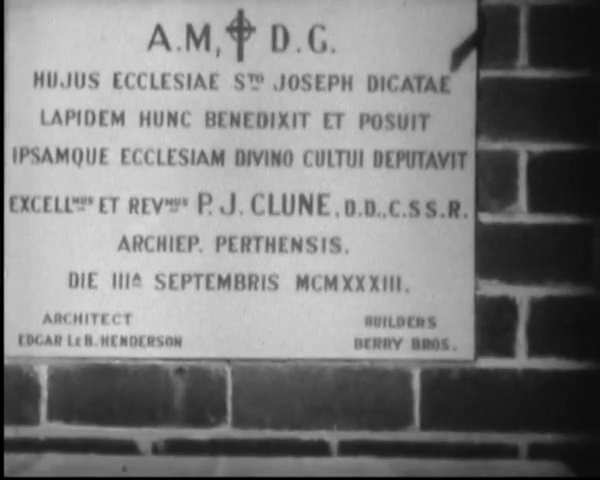 A.M, D.G.
HUJUS ECCLESIAE STO JOSEPH DICATAE
LAPIDEM HUNC BENEDIXIT ET POSUIT
IPSAMQUE ECCLESIAM DIVINO CULTUI DEPUTAVIT
EXCELLMUS ET REVMUS P. J. CLUNE, D.D., C.S.S.R.
ARCHIEP. PERTHENSIS.
DIE IIIA SEPTEMBRIS MCMXXXIII.
ARCHITECT
EDGAR LE B. HENDERSON
BUILDERS
BERRY BROS.